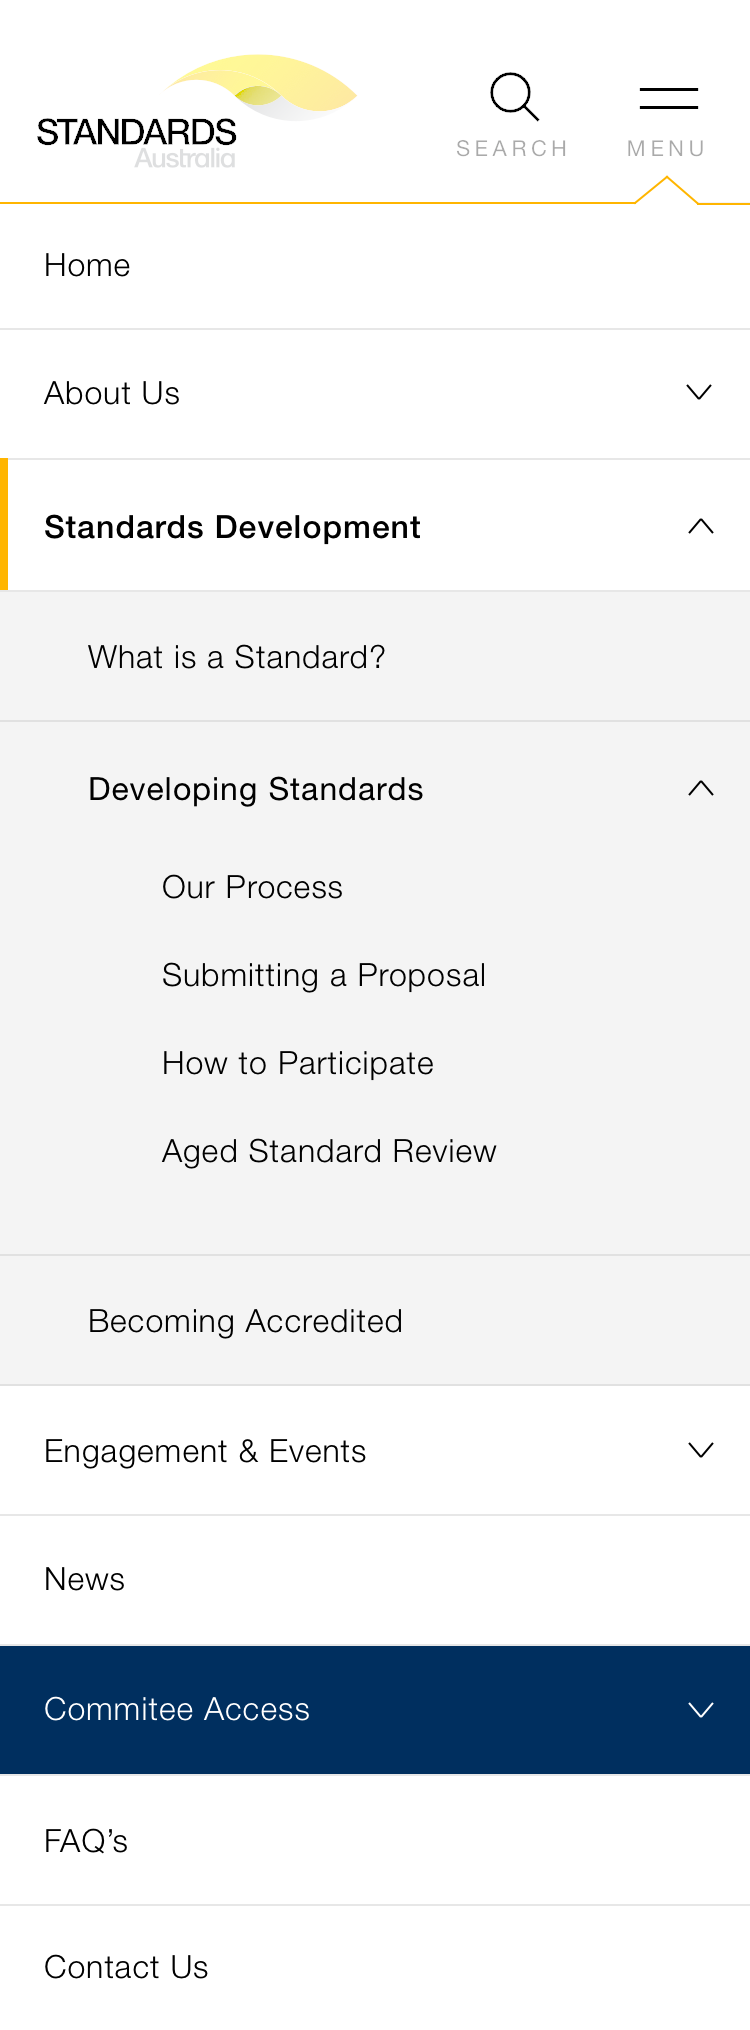 STANDARDS
Australia
SEARCH
MENU
Home
About Us
Standards Development
What is a Standard?
Developing Standards
Our Process
Submitting a Proposal
How to Participate
Aged Standard Review
Becoming Accredited
Engagement & Events
News
Commitee Access
FAQ’s
Contact Us